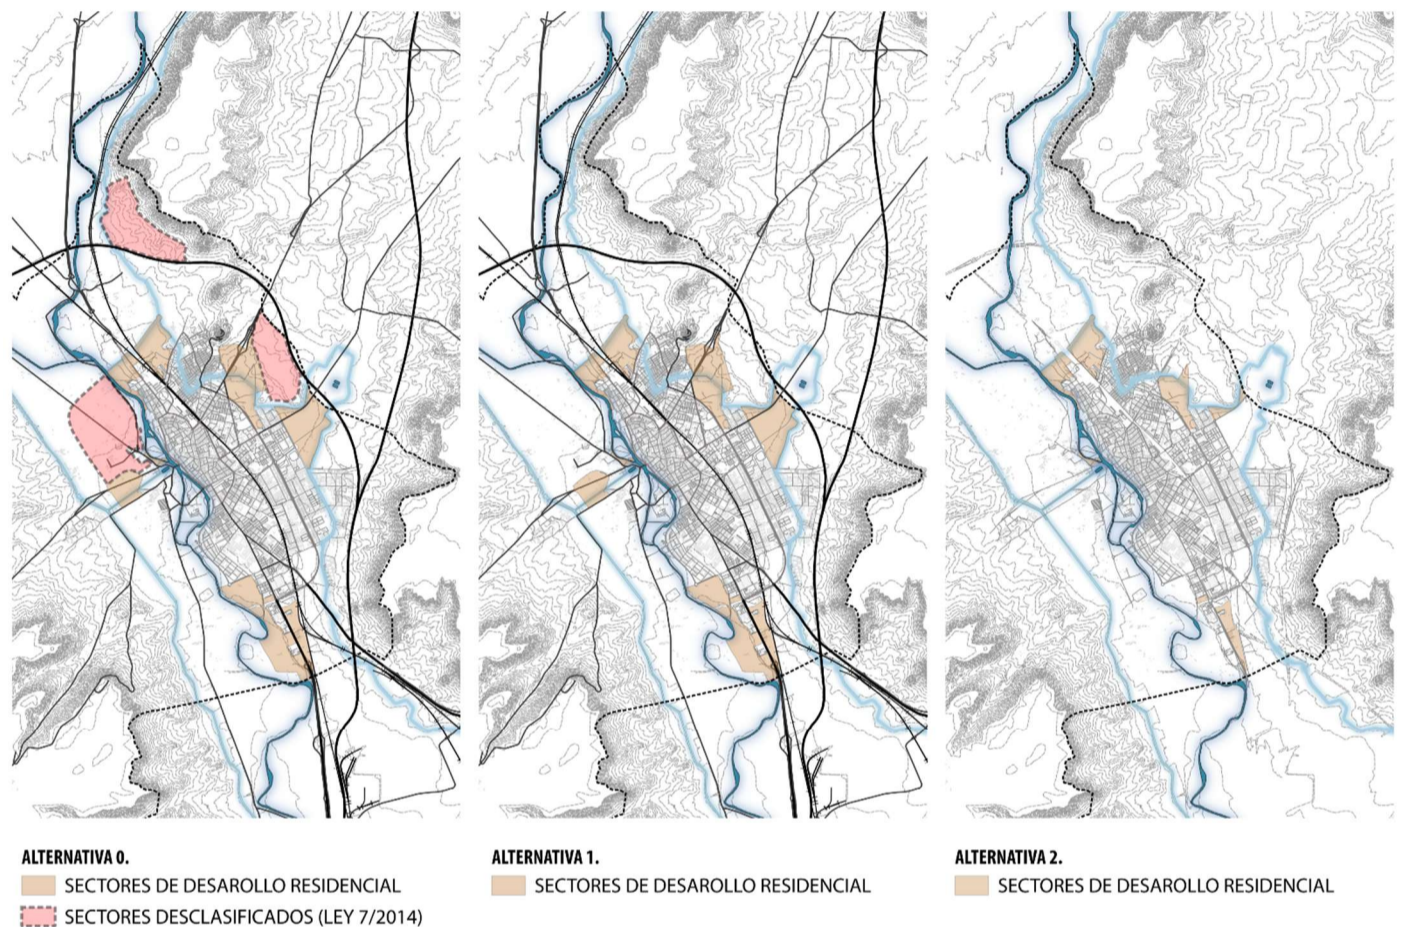 ALTERNATIVA 0.
SECTORES DE DESAROLLO RESIDENCIAL
SECTORES DESCLASIFICADOS (LEY 7/2014)
ALTERNATIVA 1.
SECTORES DE DESAROLLO RESIDENCIAL
ALTERNATIVA 2.
SECTORES DE DESAROLLO RESIDENCIAL